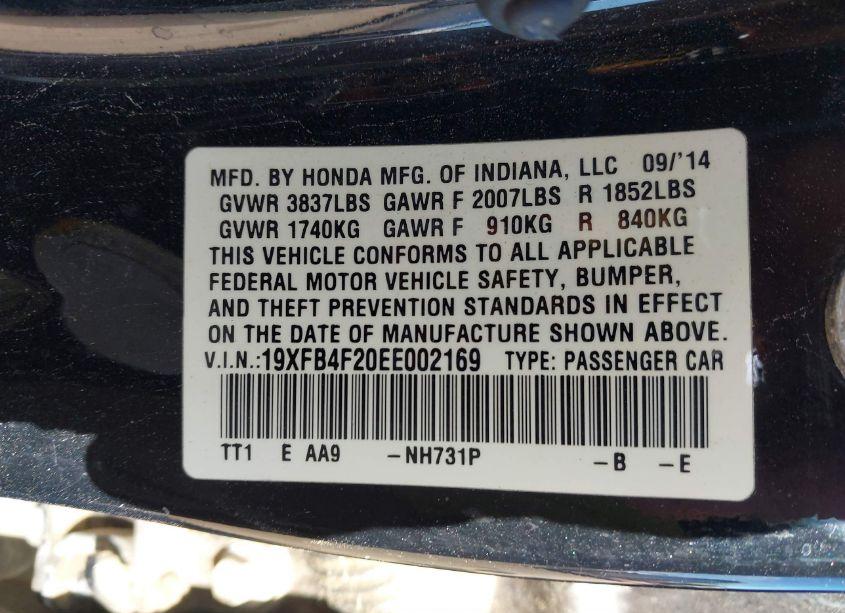 MFD. BY HONDA MFG. OF INDIANA, LLC 09/'14
GVWR 3837LBS GAWR F 2007LBS R 1852LBS
GVWR 1740KG GAWR F 910KG R 840KG
THIS VEHICLE CONFORMS TO ALL APPLICABLE
FEDERAL MOTOR VEHICLE SAFETY, BUMPER,
AND THEFT PREVENTION STANDARDS IN EFFECT
ON THE DATE OF MANUFACTURE SHOWN ABOVE.
V.I.N.:19XFB4F20EE002169 TYPE: PASSENGER CAR
TT1 E AA9 -NH731P -B -E